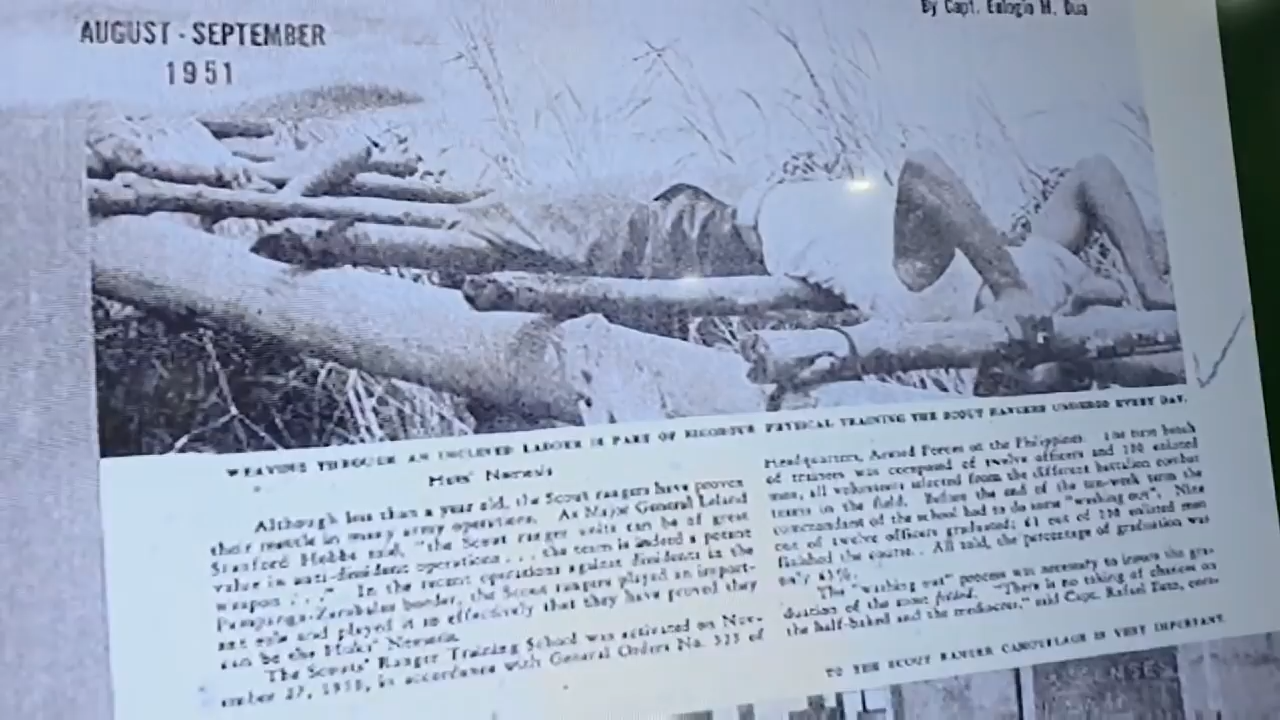 AUGUST - SEPTEMBER
1951
By Capt. Eulogio M. Dua
WEAVING THROUGH AN INCLINED LADDER IS PART OF RIGOROUS PHYSICAL TRAINING THE SCOUT RANGERS UNDERGO EVERY DAY.
Huks' Nemesis
Although less than a year old, the Scout rangers have proven
their mettle in many army operations. As Major General Leland
Stanford Hobbs said, "the Scout ranger units can be of great
value in anti-dissident operations . . . the team is indeed a potent
weapon . . ." In the recent operations against dissidents in the
Pampanga-Zambales border, the Scout rangers played an import-
ant role and played it so effectively that they have proved they
can be the Huks' Nemesis.
The Scouts' Ranger Training School was activated on Nov-
ember 27, 1950, in accordance with General Orders No. 323 of
Headquarters, Armed Forces of the Philippines. The first batch
of trainees was composed of twelve officers and 130 enlisted
men, all volunteers selected from the different battalion combat
teams in the field. Before the end of the ten-week term the
commandant of the school had to do some "washing out". Nine
out of twelve officers graduated; 61 out of 130 enlisted men
finished the course. All told, the percentage of graduation was
only 45%.
The "washing out" process was necessary to insure the gra-
duation of the most fitted. "There is no taking of chances on
the half-baked and the mediocres," said Capt. Rafael Ileto, com-
TO THE SCOUT RANGER CAMOUFLAGE IS VERY IMPORTANT.